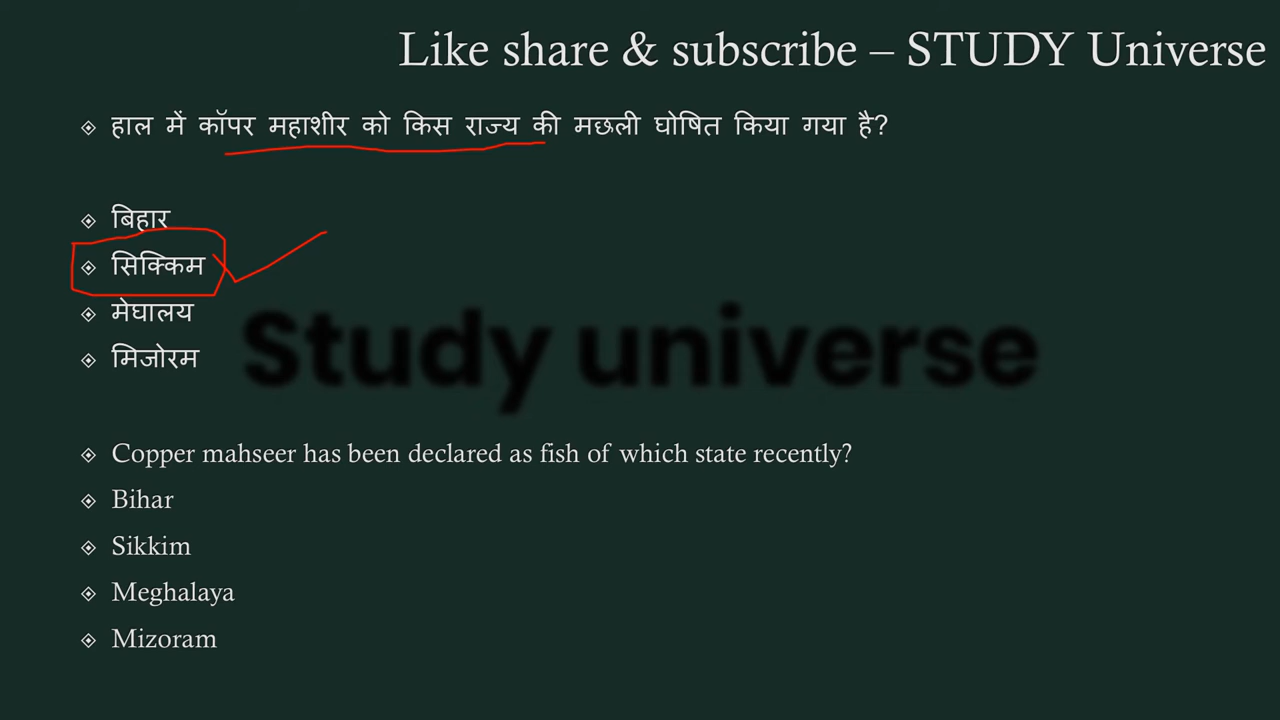 Like share & subscribe – STUDY Universe
हाल में कॉपर महाशीर को किस राज्य की मछली घोषित किया गया है?
बिहार
सिक्किम
मेघालय
मिजोरम
Study universe
Copper mahseer has been declared as fish of which state recently?
Bihar
Sikkim
Meghalaya
Mizoram